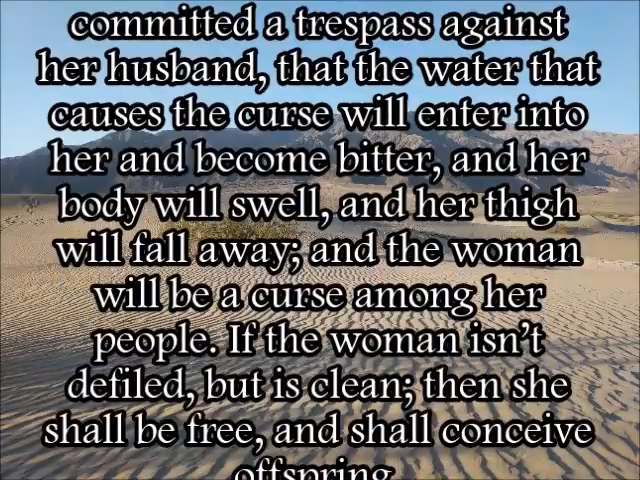 committed a trespass against
her husband, that the water that
causes the curse will enter into
her and become bitter, and her
body will swell, and her thigh
will fall away; and the woman
will be a curse among her
people. If the woman isn't
defiled, but is clean; then she
shall be free, and shall conceive
offspring.